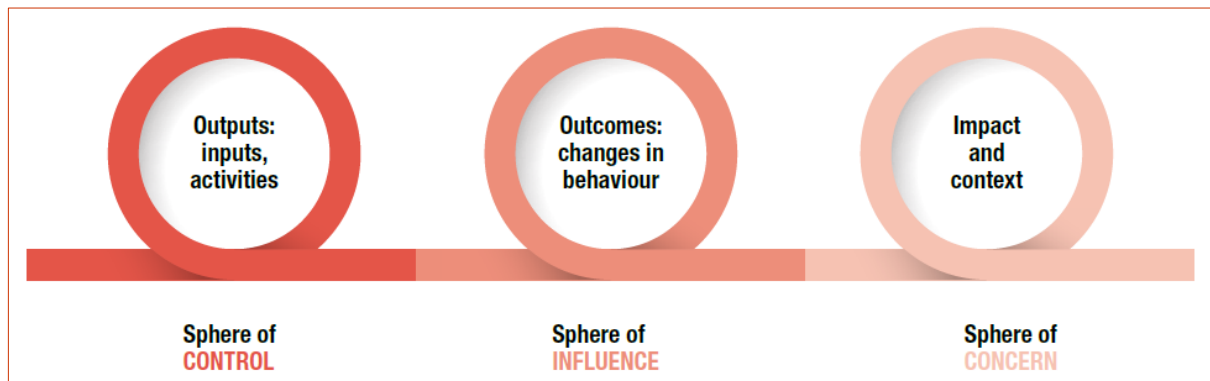 Outputs:
inputs,
activities
Outcomes:
changes in
behaviour
Impact
and
context
Sphere of
CONTROL
Sphere of
INFLUENCE
Sphere of
CONCERN